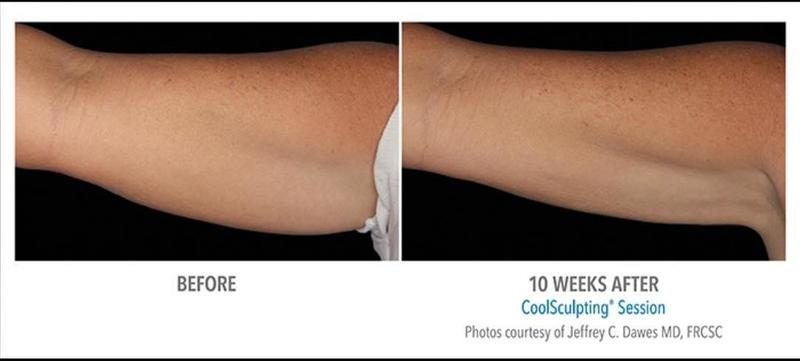 BEFORE
10 WEEKS AFTER
CoolSculpting® Session
Photos courtesy of Jeffrey C. Dawes MD, FRCSC